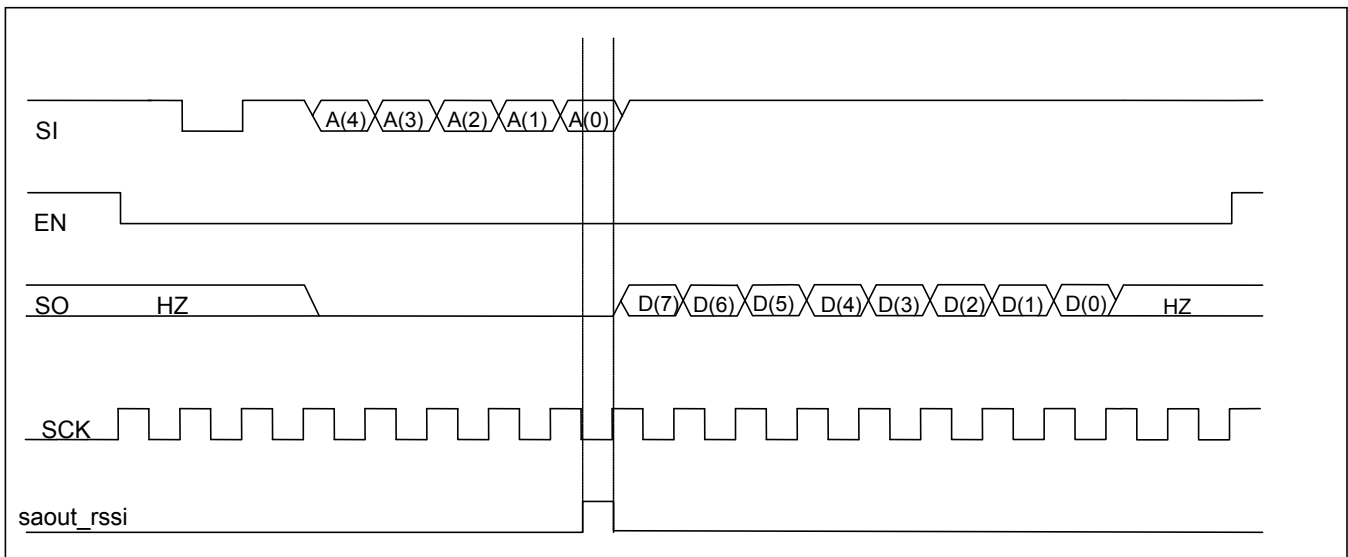 SI A(4) A(3) A(2) A(1) A(0)
EN
SO HZ D(7) D(6) D(5) D(4) D(3) D(2) D(1) D(0) HZ
SCK
saout_rssi